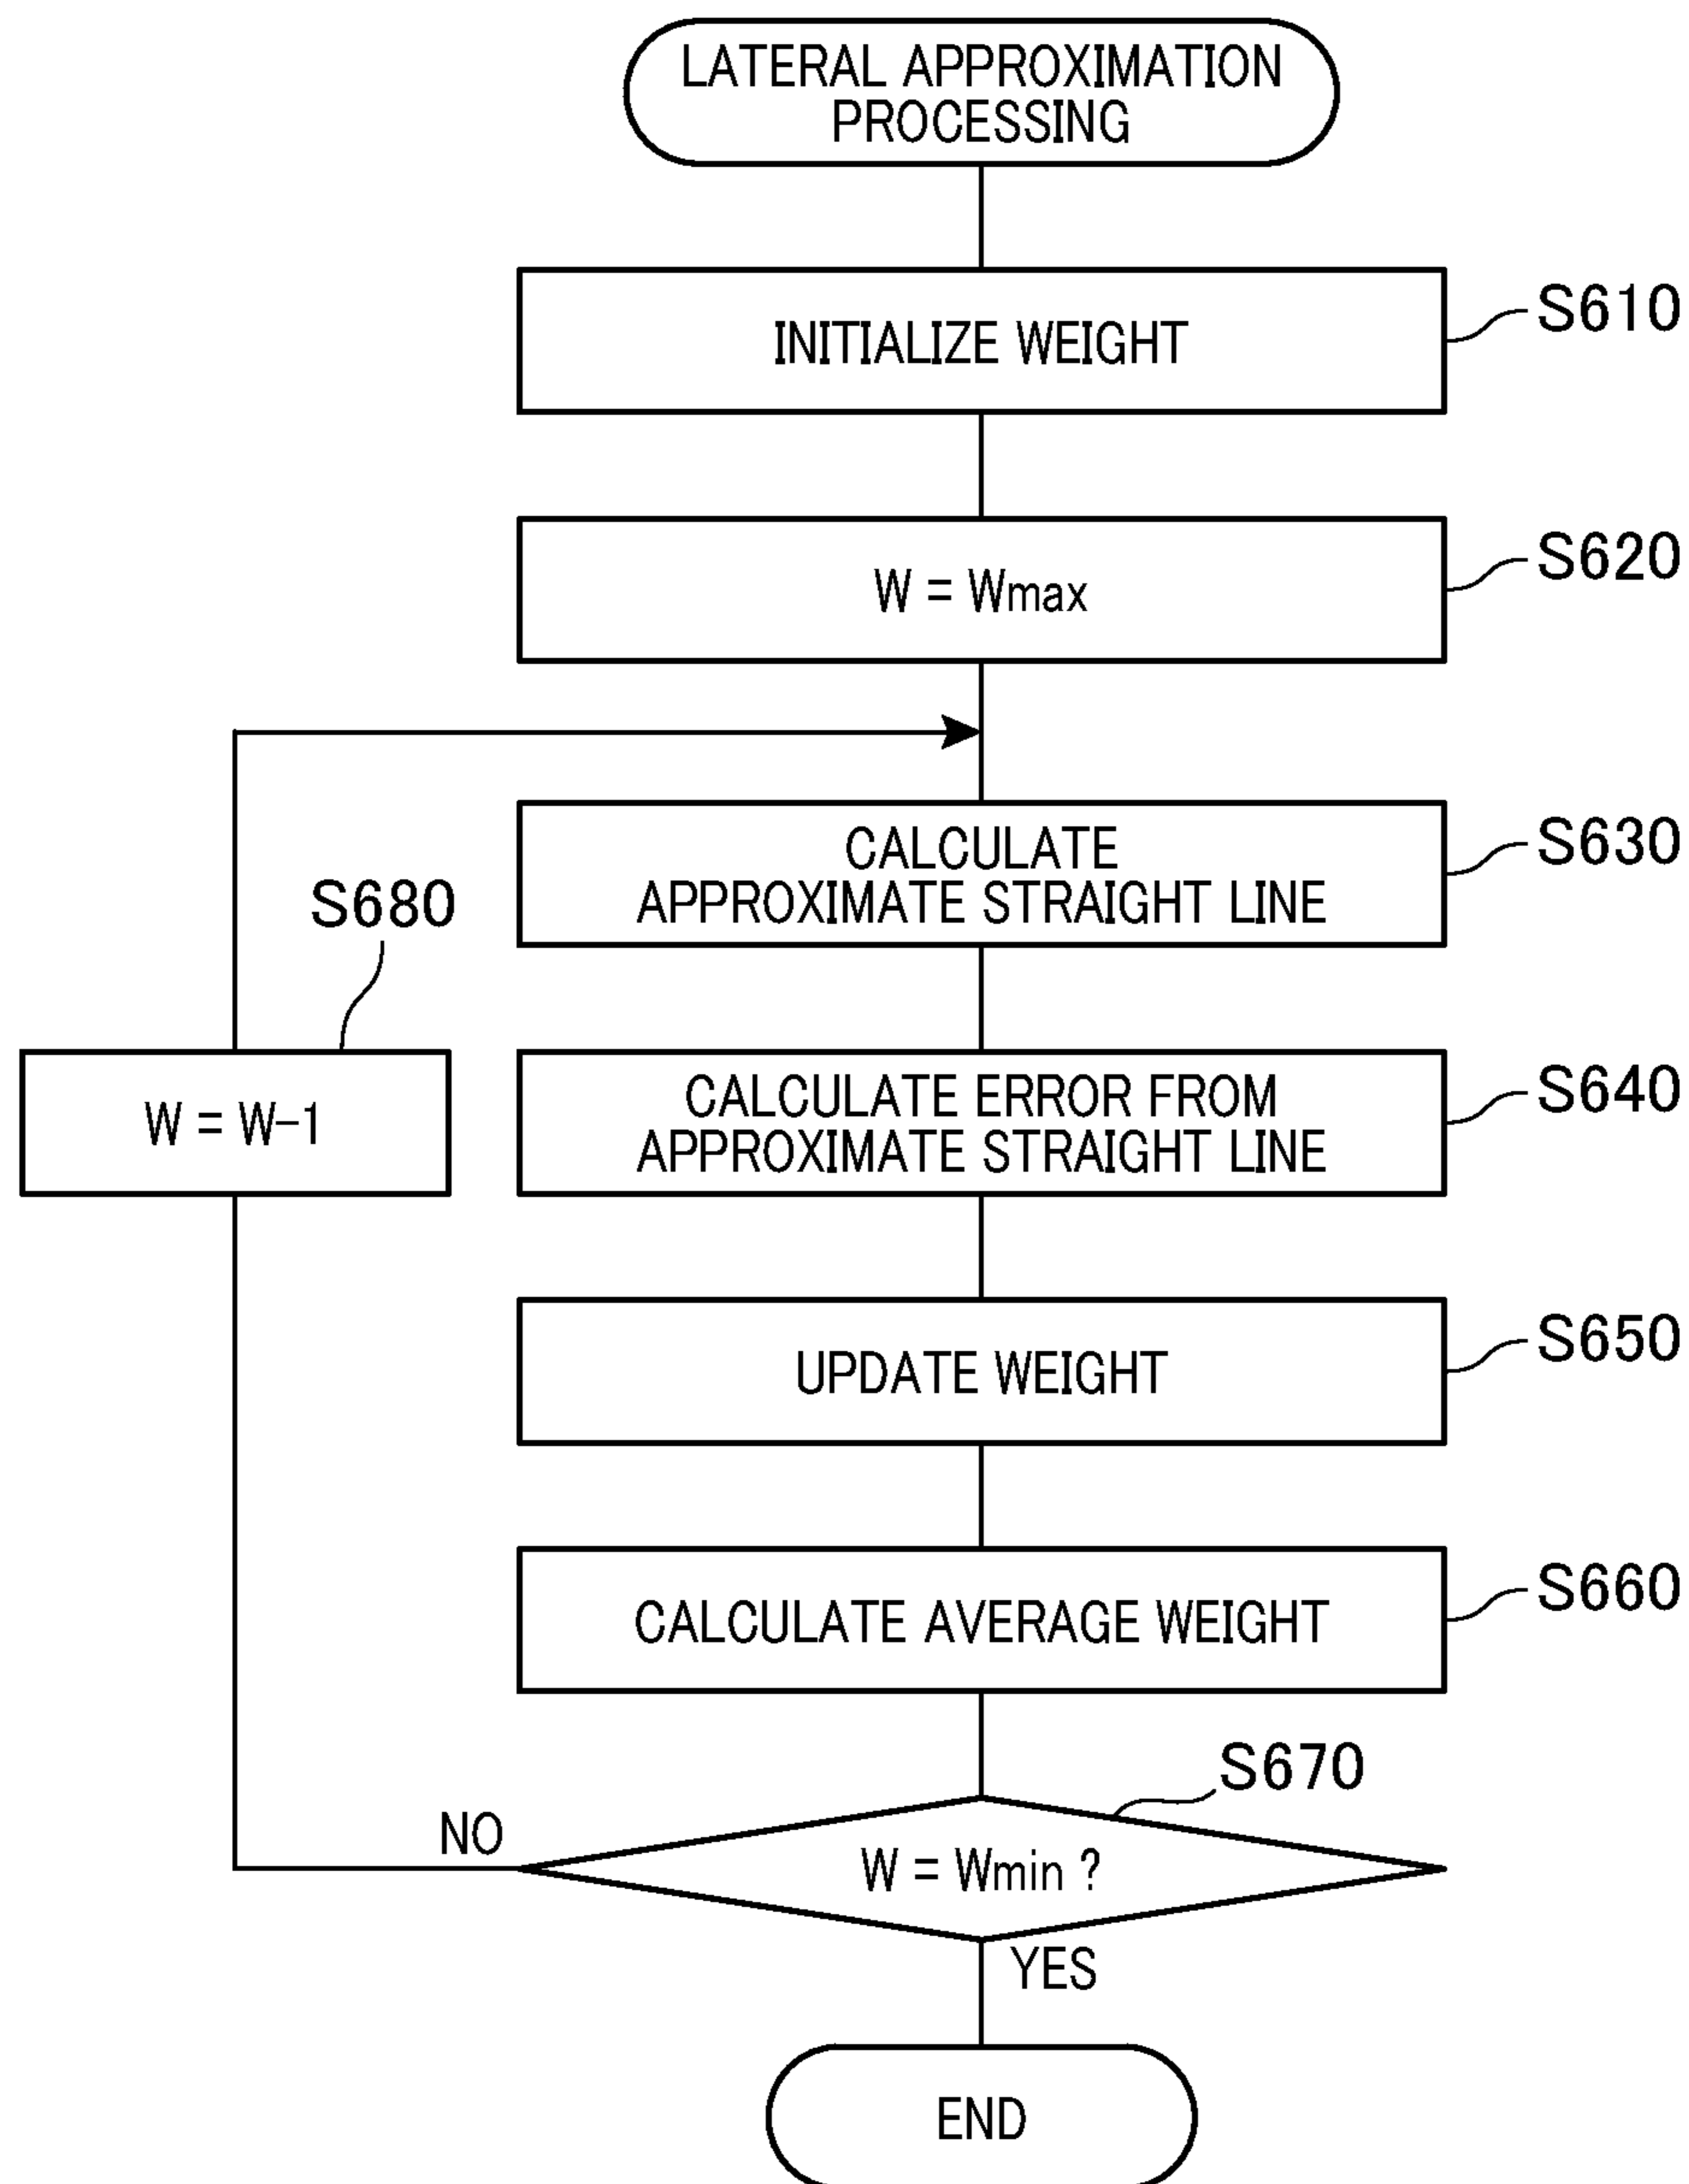 LATERAL APPROXIMATION
PROCESSING
INITIALIZE WEIGHT
S610
W = Wmax
S620
CALCULATE
APPROXIMATE STRAIGHT LINE
S630
S680
W = W-1
CALCULATE ERROR FROM
APPROXIMATE STRAIGHT LINE
S640
UPDATE WEIGHT
S650
CALCULATE AVERAGE WEIGHT
S660
S670
NO
W = Wmin ?
YES
END